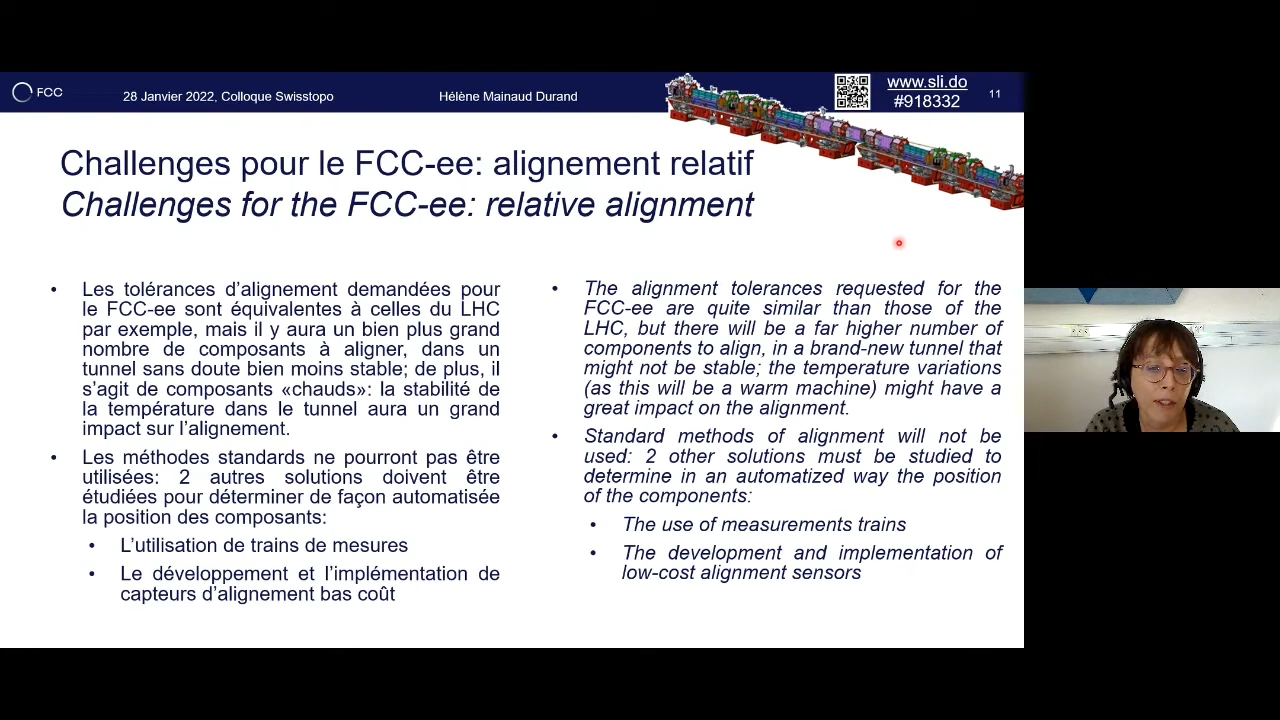 FCC
28 Janvier 2022, Colloque Swisstopo
Hélène Mainaud Durand
www.sli.do
#918332
11
Challenges pour le FCC-ee: alignement relatif
Challenges for the FCC-ee: relative alignment
• Les tolérances d’alignement demandées pour
le FCC-ee sont équivalentes à celles du LHC
par exemple, mais il y aura un bien plus grand
nombre de composants à aligner, dans un
tunnel sans doute bien moins stable; de plus, il
s’agit de composants «chauds»: la stabilité de
la température dans le tunnel aura un grand
impact sur l’alignement.
• Les méthodes standards ne pourront pas être
utilisées: 2 autres solutions doivent être
étudiées pour déterminer de façon automatisée
la position des composants:
• L’utilisation de trains de mesures
• Le développement et l’implémentation de
capteurs d’alignement bas coût
• The alignment tolerances requested for the
FCC-ee are quite similar than those of the
LHC, but there will be a far higher number of
components to align, in a brand-new tunnel that
might not be stable; the temperature variations
(as this will be a warm machine) might have a
great impact on the alignment.
• Standard methods of alignment will not be
used: 2 other solutions must be studied to
determine in an automatized way the position
of the components:
• The use of measurements trains
• The development and implementation of
low-cost alignment sensors